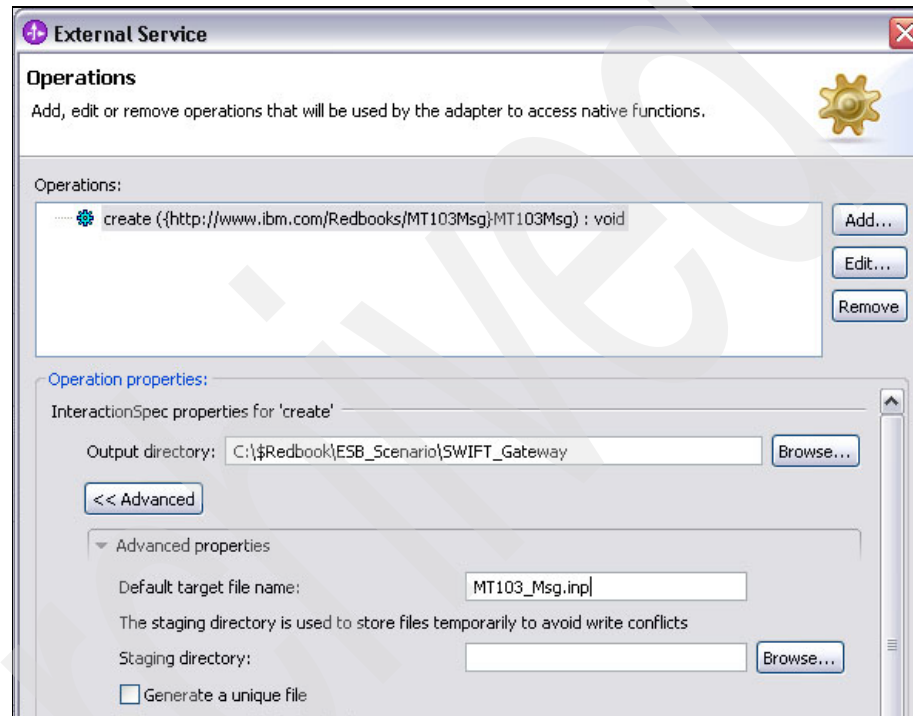 External Service
Operations
Add, edit or remove operations that will be used by the adapter to access native functions.
Operations:
create ({http://www.ibm.com/Redbooks/MT103Msg}MT103Msg) : void
Add...
Edit...
Remove
Operation properties:
InteractionSpec properties for 'create'
Output directory: C:\$Redbook\ESB_Scenario\SWIFT_Gateway Browse...
<< Advanced
Advanced properties
Default target file name: MT103_Msg.inp
The staging directory is used to store files temporarily to avoid write conflicts
Staging directory: Browse...
Generate a unique file